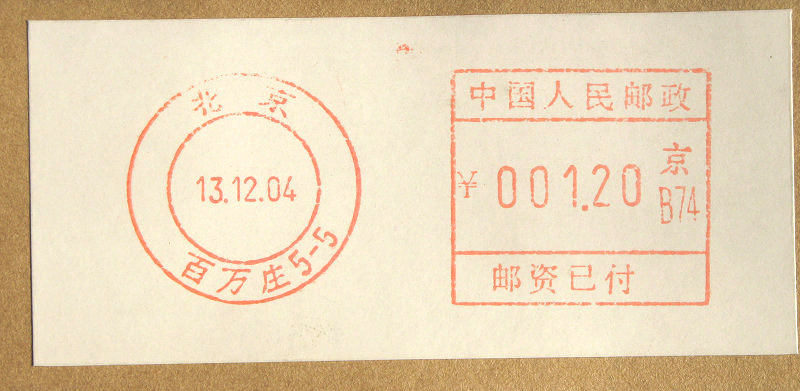 北京
13.12.04
百万庄5-5
中国人民邮政
¥001.20
京
B74
邮资已付